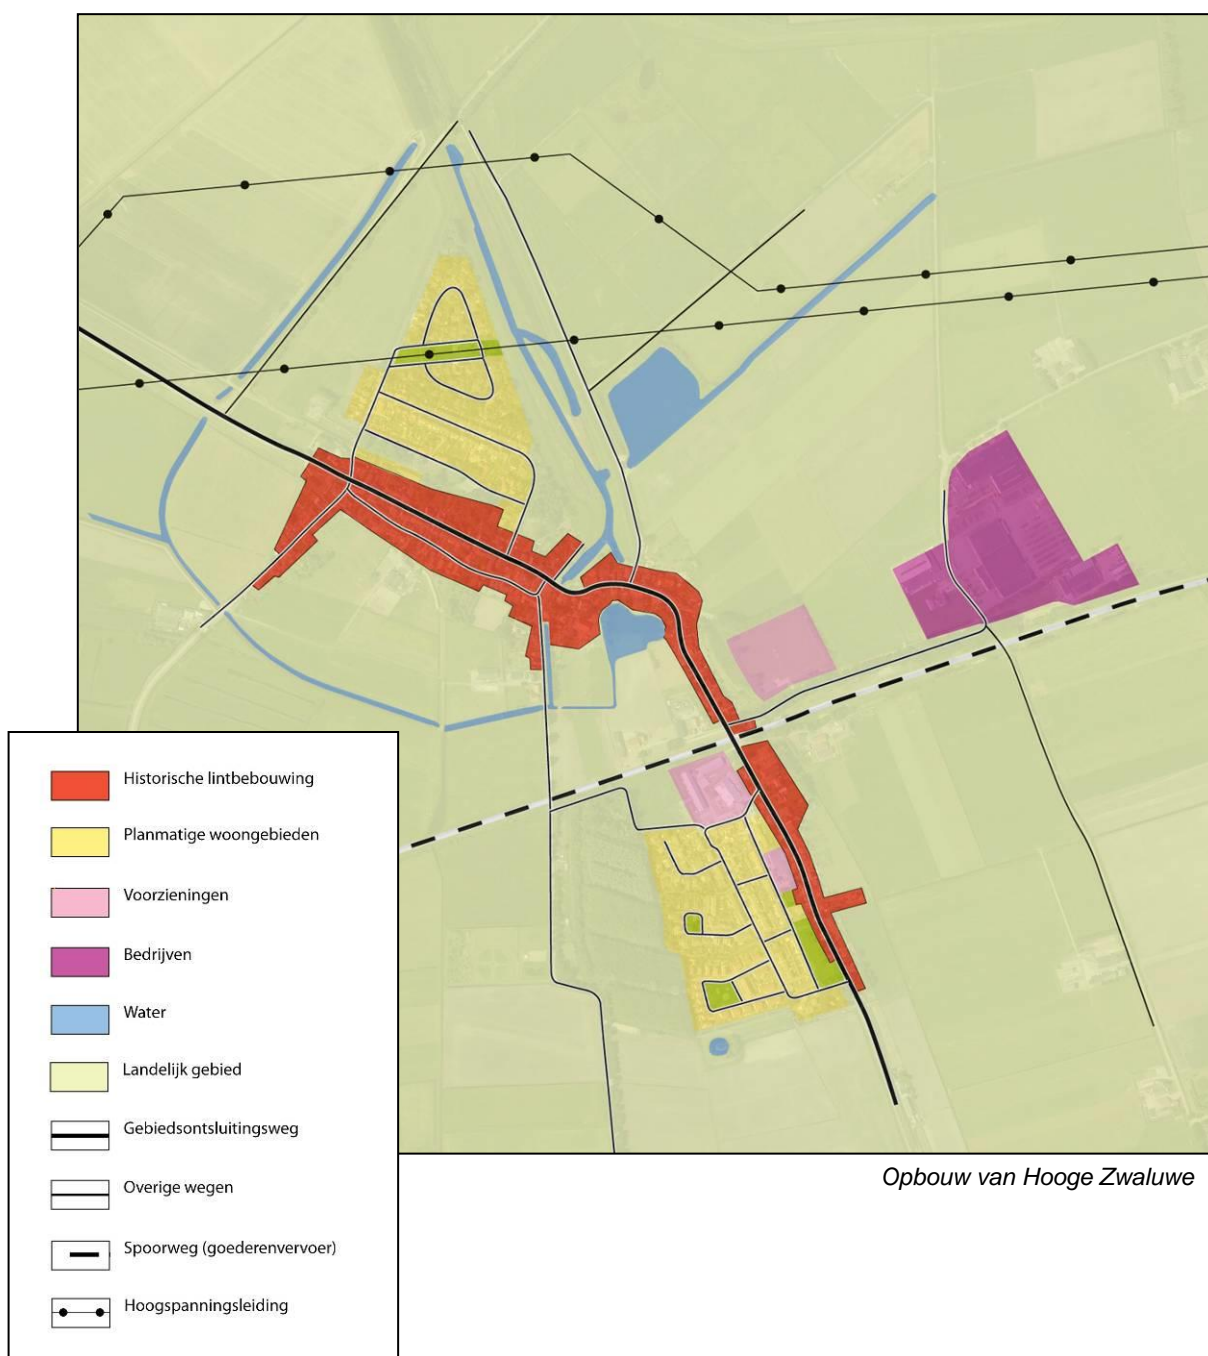 Opbouw van Hooge Zwaluwe
Historische lintbebouwing
Planmatige woongebieden
Voorzieningen
Bedrijven
Water
Landelijk gebied
Gebiedsontsluitingsweg
Overige wegen
Spoorweg (goederenvervoer)
Hoogspanningsleiding